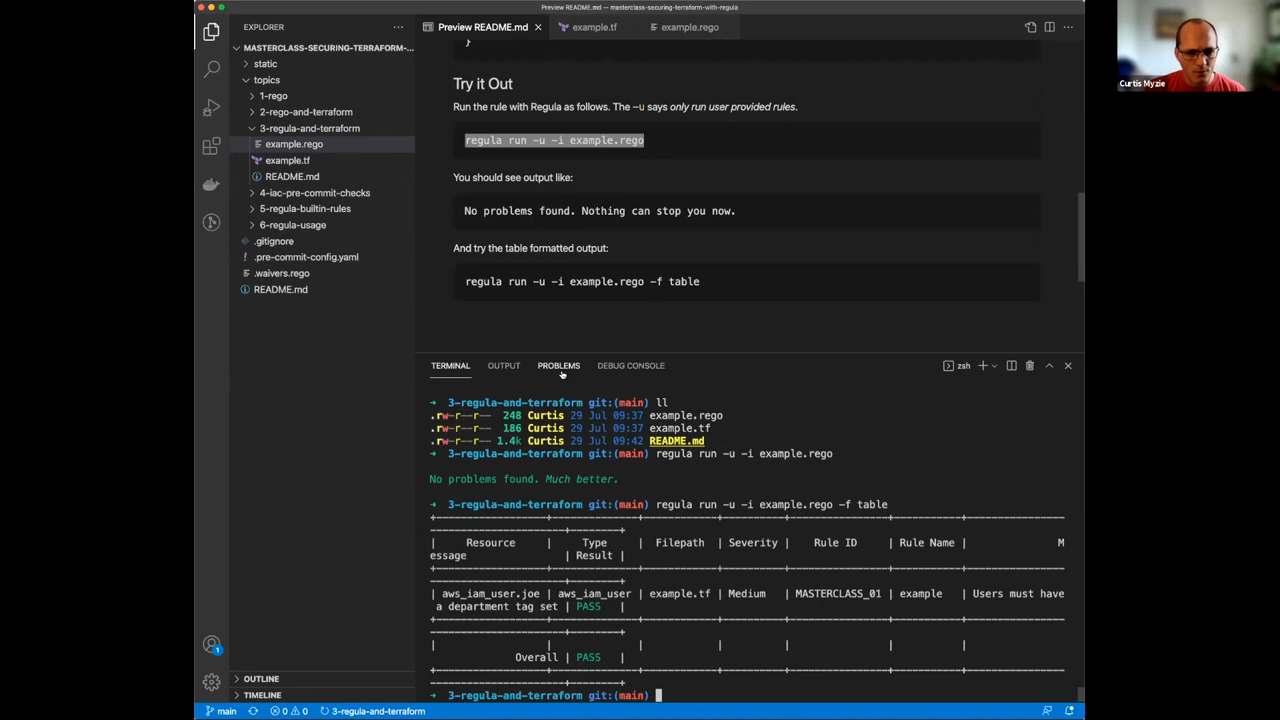 Preview README.md — masterclass-securing-terraform-with-regula
EXPLORER
Preview README.md
example.tf
example.rego
Curtis Myzie
MASTERCLASS-SECURING-TERRAFORM-...
static
topics
1-rego
2-rego-and-terraform
3-regula-and-terraform
example.rego
example.tf
README.md
4-iac-pre-commit-checks
5-regula-builtin-rules
6-regula-usage
.gitignore
.pre-commit-config.yaml
.waivers.rego
README.md
}
Try it Out
Run the rule with Regula as follows. The -u says only run user provided rules.
regula run -u -i example.rego
You should see output like:
No problems found. Nothing can stop you now.
And try the table formatted output:
regula run -u -i example.rego -f table
TERMINAL OUTPUT PROBLEMS DEBUG CONSOLE
zsh
➜ 3-regula-and-terraform git:(main) ll
.rw-r--r-- 248 Curtis 29 Jul 09:37 example.rego
.rw-r--r-- 186 Curtis 29 Jul 09:37 example.tf
.rw-r--r-- 1.4k Curtis 29 Jul 09:42 README.md
➜ 3-regula-and-terraform git:(main) regula run -u -i example.rego
No problems found. Much better.
➜ 3-regula-and-terraform git:(main) regula run -u -i example.rego -f table
| Resource | Type | Filepath | Severity | Rule ID | Rule Name | M
essage | Result |
| aws_iam_user.joe | aws_iam_user | example.tf | Medium | MASTERCLASS_01 | example | Users must have
a department tag set | PASS |
| | | | | | |
Overall | PASS |
➜ 3-regula-and-terraform git:(main)
OUTLINE
TIMELINE
1
main 0 0 3-regula-and-terraform